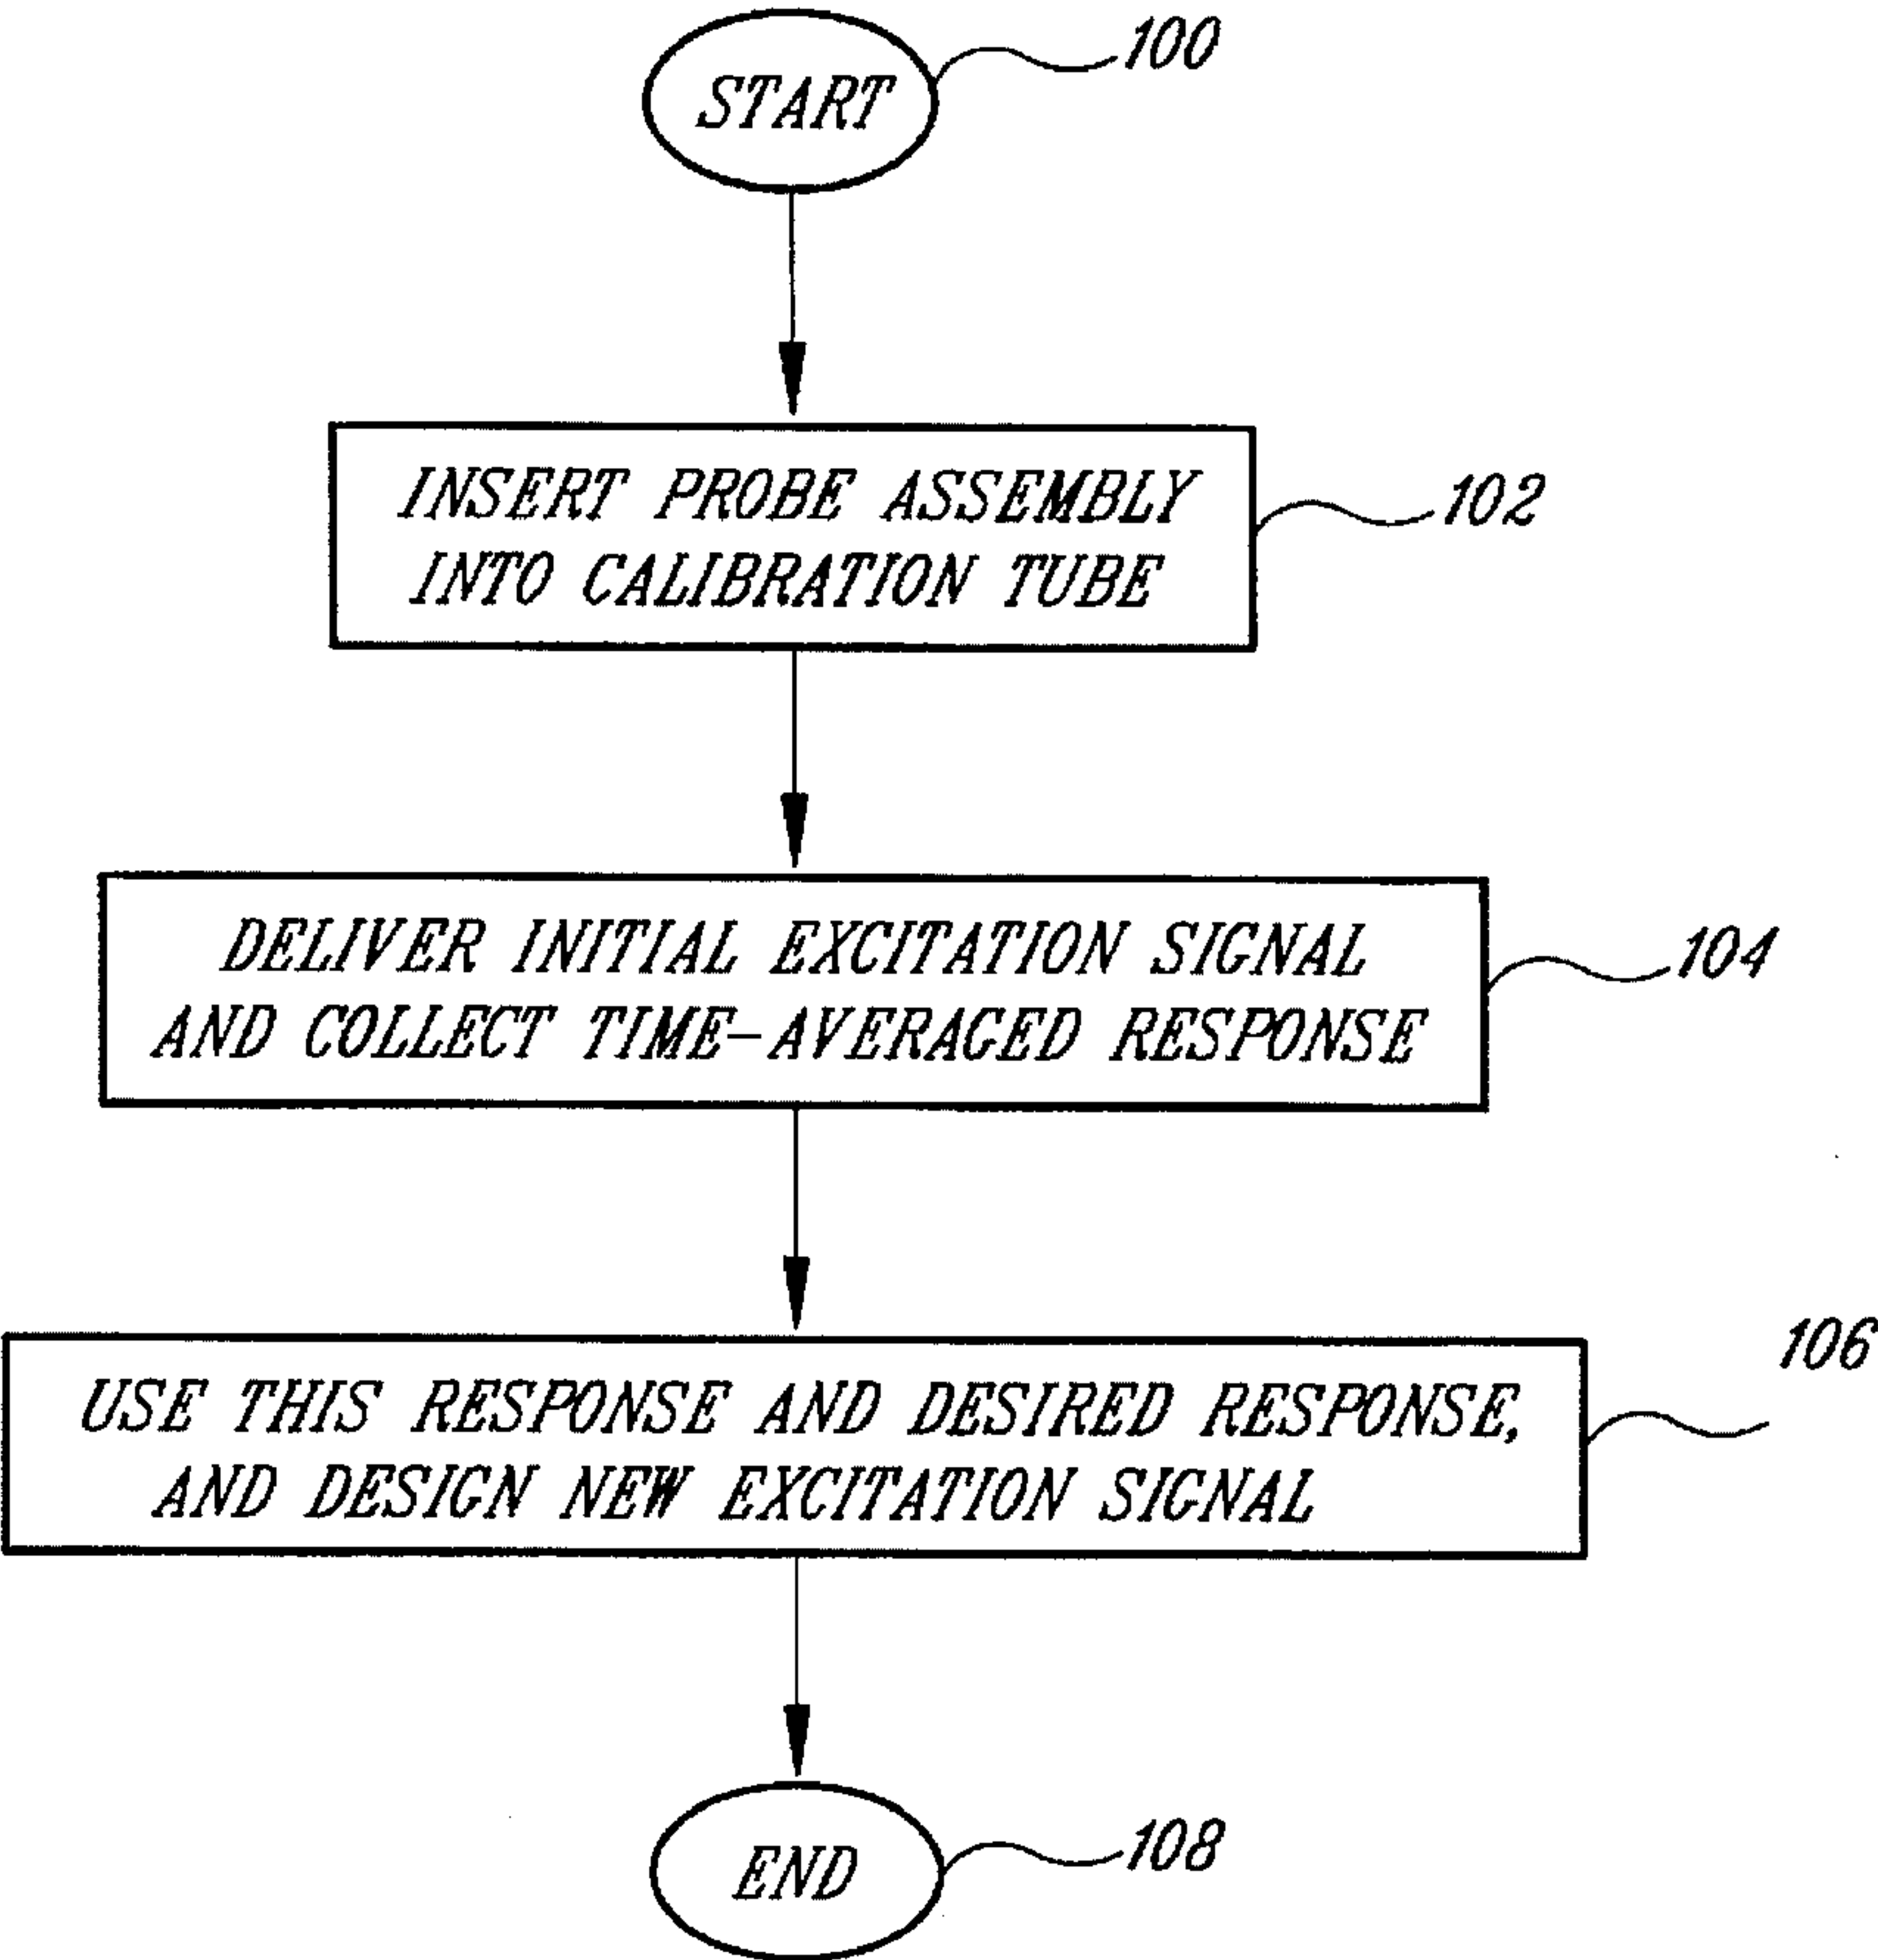 START
100
INSERT PROBE ASSEMBLY
INTO CALIBRATION TUBE
102
DELIVER INITIAL EXCITATION SIGNAL
AND COLLECT TIME-AVERAGED RESPONSE
104
USE THIS RESPONSE AND DESIRED RESPONSE,
AND DESIGN NEW EXCITATION SIGNAL
106
END
108